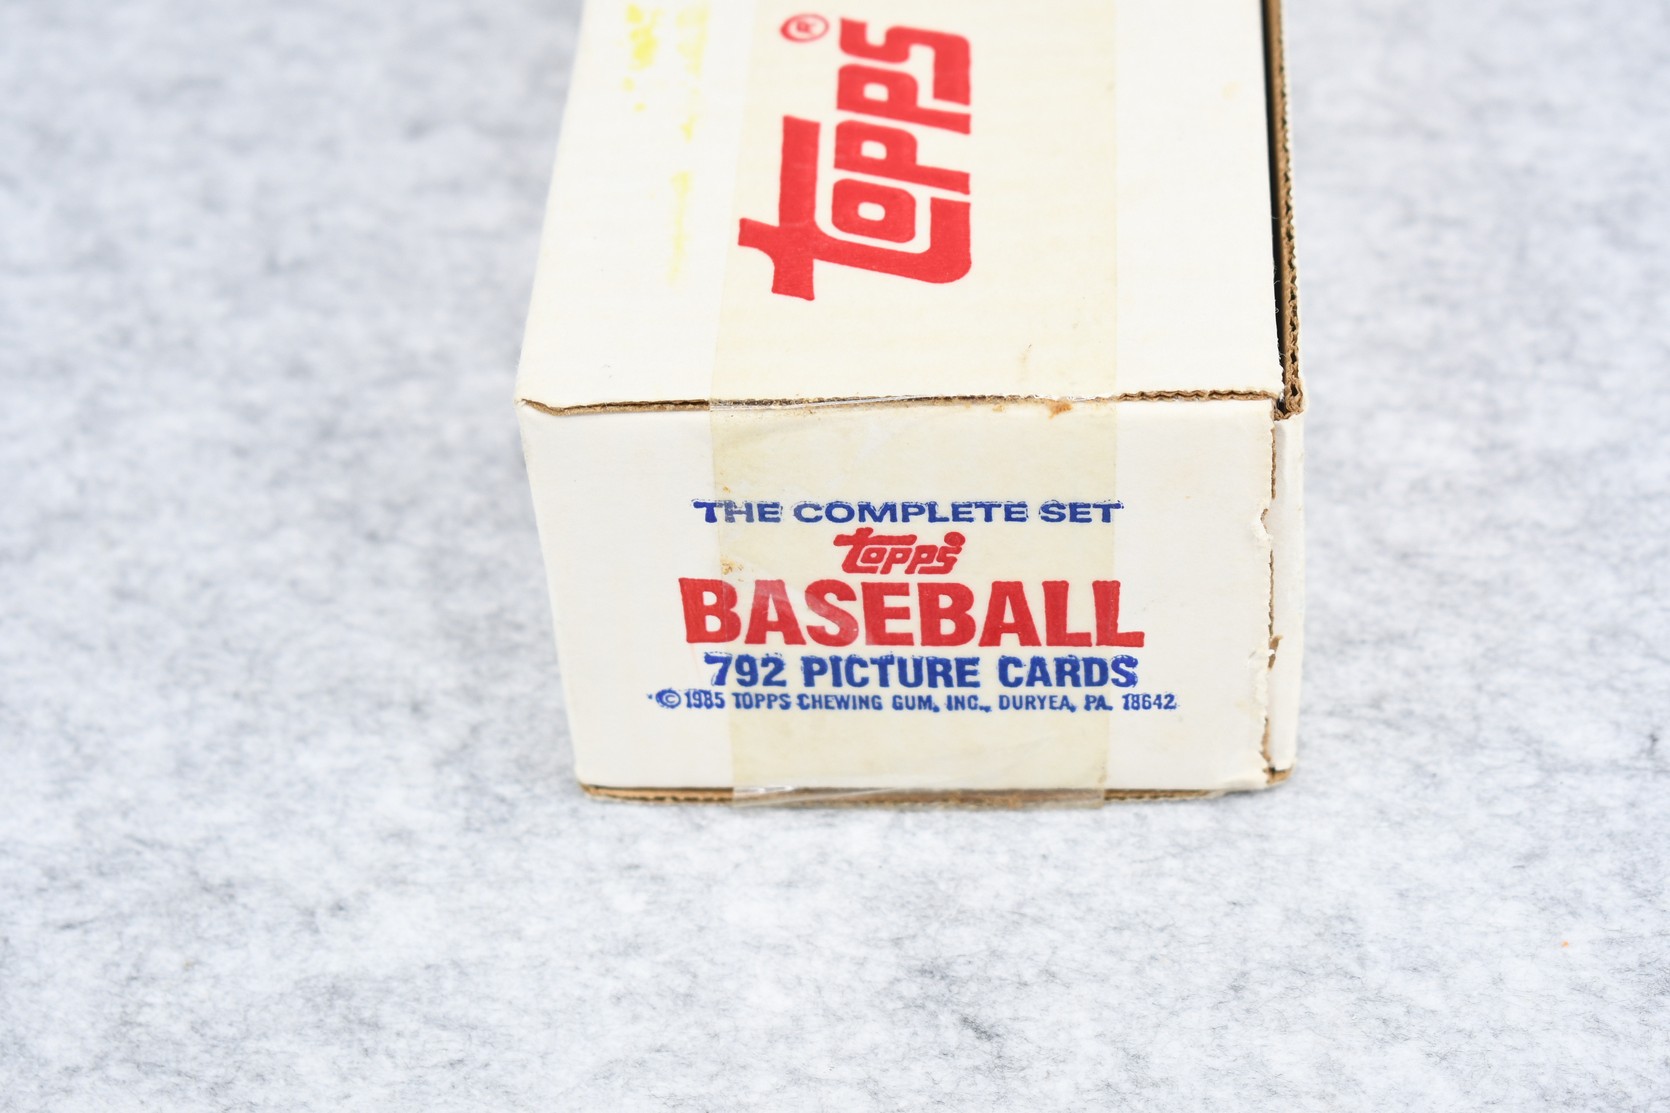 topps®
THE COMPLETE SET
topps
BASEBALL
792 PICTURE CARDS
©1985 TOPPS CHEWING GUM, INC., DURYEA, PA. 18642